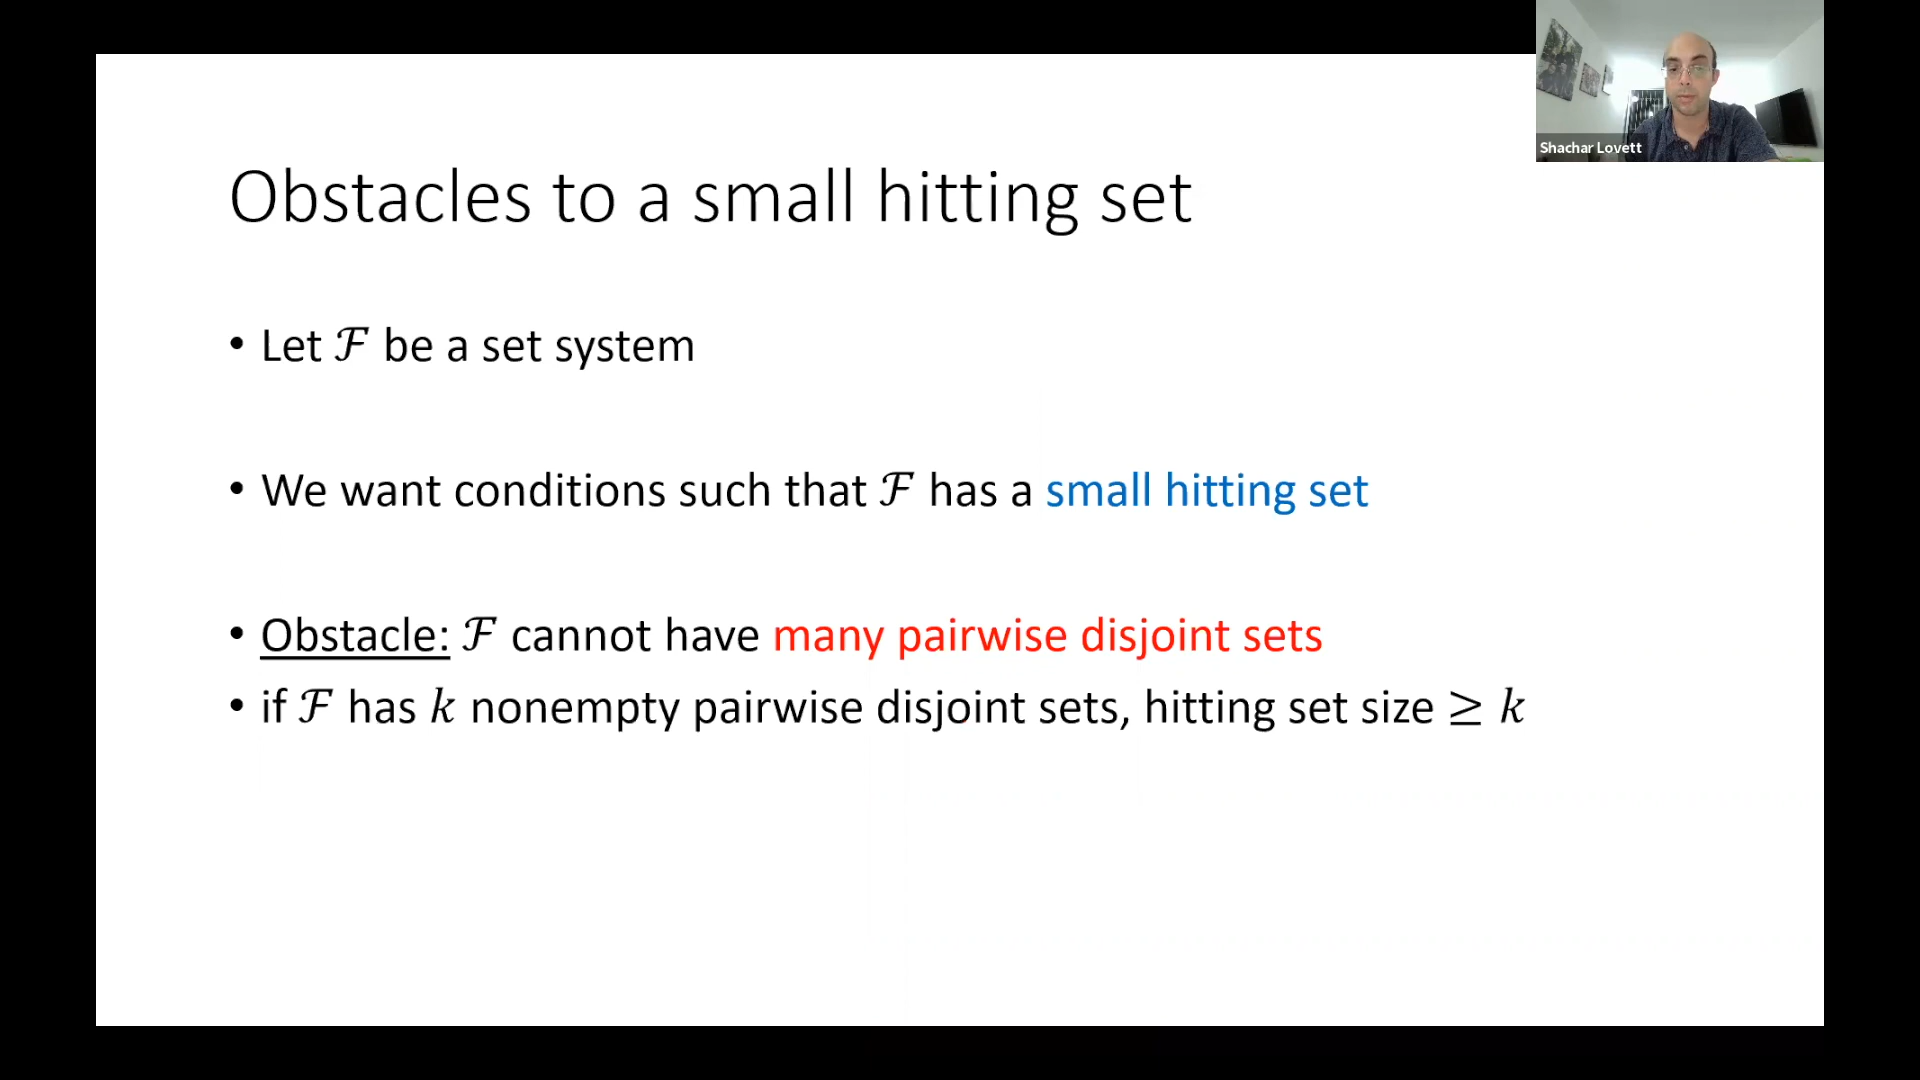 Shachar Lovett
Obstacles to a small hitting set
• Let ℱ be a set system
• We want conditions such that ℱ has a small hitting set
• Obstacle: ℱ cannot have many pairwise disjoint sets
• if ℱ has k nonempty pairwise disjoint sets, hitting set size ≥ k